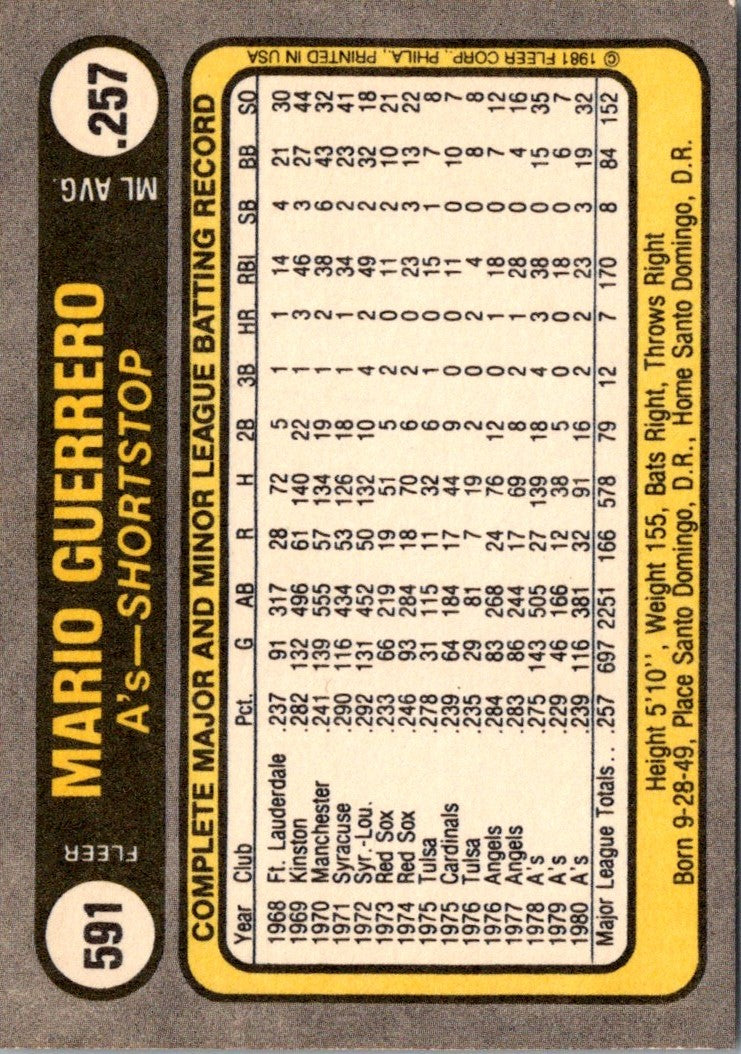 591 FLEER MARIO GUERRERO ML AVG. .257
A's—SHORTSTOP
COMPLETE MAJOR AND MINOR LEAGUE BATTING RECORD
Year Club Pct. G AB R H 2B 3B HR RBI SB BB SO
1968 Ft. Lauderdale .237 91 317 28 72 5 1 1 14 4 21 30
1969 Kinston .282 132 496 61 140 22 1 3 46 3 27 44
1970 Manchester .241 139 555 57 134 19 1 2 38 6 43 32
1971 Syracuse .290 116 434 53 126 18 1 1 34 2 23 41
1972 Syr.-Lou. .292 131 452 50 132 10 4 2 49 2 32 18
1973 Red Sox .233 66 219 19 51 5 2 0 11 2 10 21
1974 Red Sox .246 93 284 18 70 6 2 0 23 3 13 22
1975 Tulsa .278 31 115 11 32 6 1 0 15 1 7 8
1975 Cardinals .239 64 184 17 44 9 0 0 11 0 10 7
1976 Tulsa .235 29 81 7 19 2 0 2 4 0 8 8
1976 Angels .284 83 268 24 76 12 0 1 18 0 7 12
1977 Angels .283 86 244 17 69 8 2 1 28 0 4 16
1978 A's .275 143 505 27 139 18 4 3 38 0 15 35
1979 A's .229 46 166 12 38 5 0 0 18 0 6 7
1980 A's .239 116 381 32 91 16 2 2 23 3 19 32
Major League Totals... .257 697 2251 166 578 79 12 7 170 8 84 152
Height 5'10'', Weight 155, Bats Right, Throws Right
Born 9-28-49, Place Santo Domingo, D.R., Home Santo Domingo, D.R.
© 1981 FLEER CORP., PHILA., PRINTED IN USA